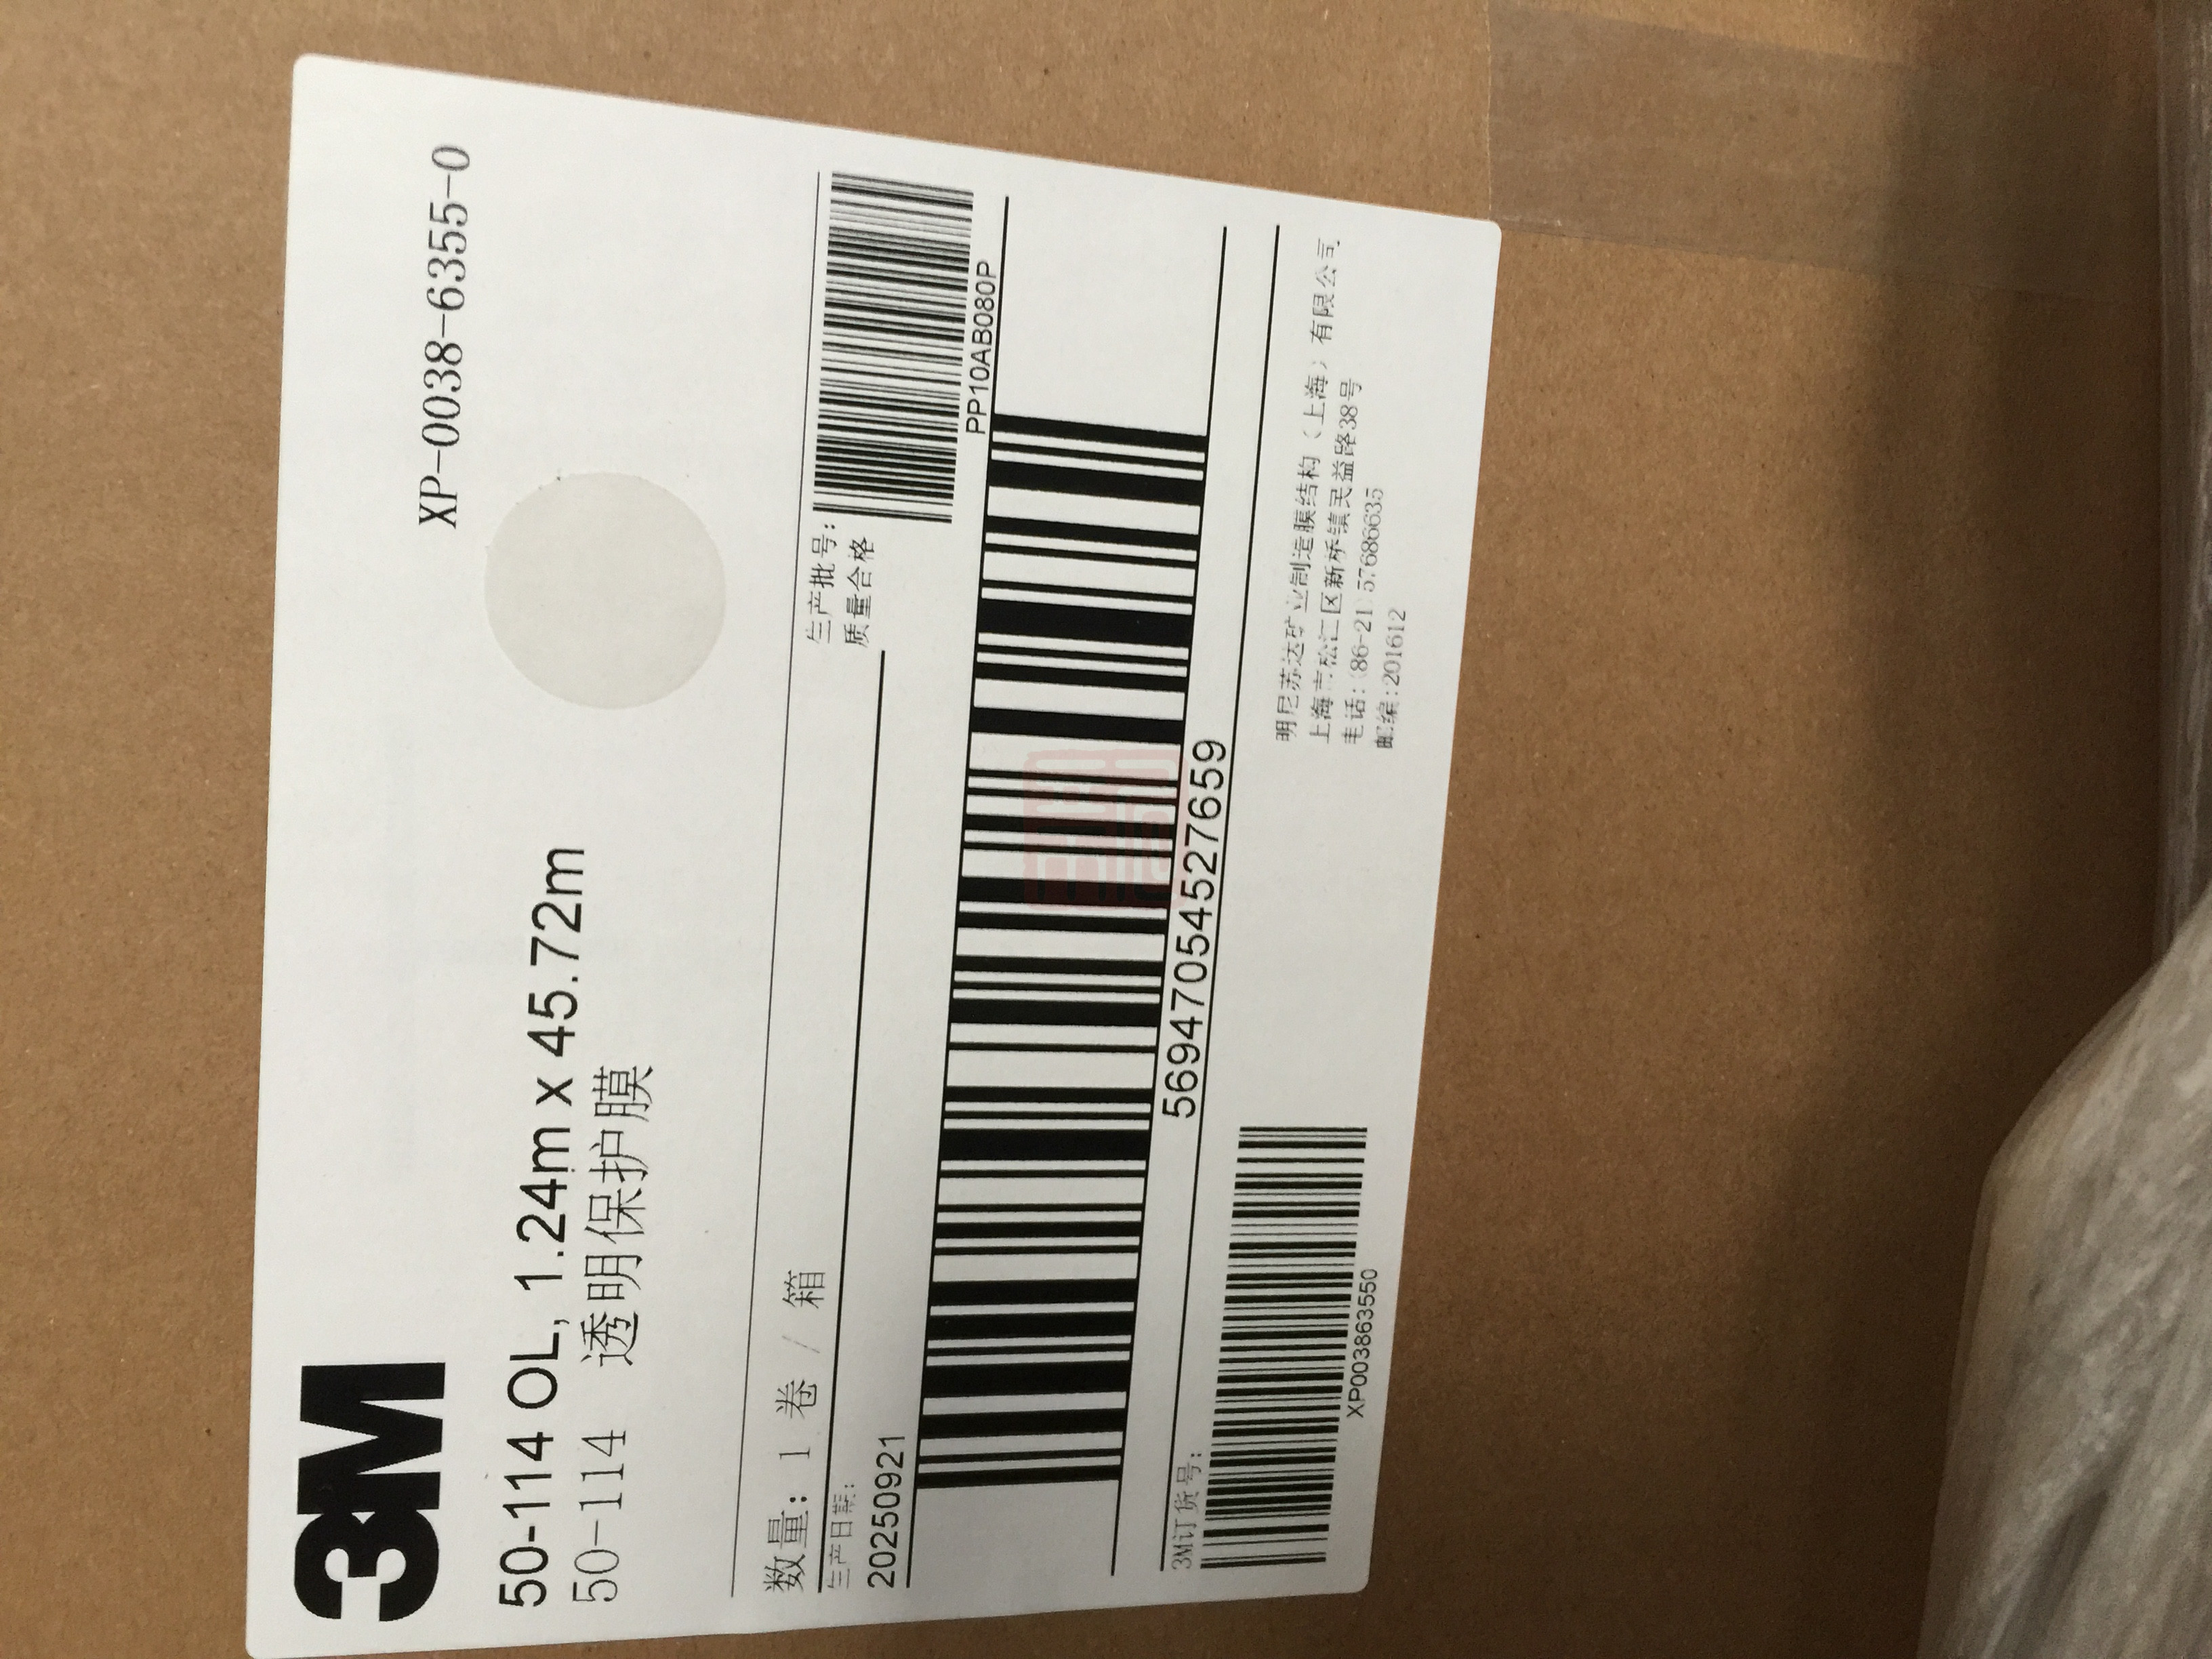 3M
XP-0038-6355-0
50-114 OL, 1.24m x 45.72m
50-114 透明保护膜
数量: 1 卷 / 箱
生产日期:
20250921
生产批号:
质量合格
PP10AB080P
56947054527659
3M订货号:
XP003863550
明尼苏达矿业制造膜结构（上海）有限公司
上海市松江区新桥镇民益路38号
电话:(86-21)57686635
邮编:201612